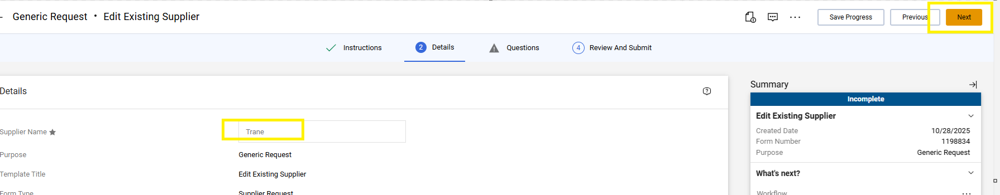 Generic Request • Edit Existing Supplier
Save Progress
Previous
Next
Instructions
2 Details
Questions
4 Review And Submit
Details
Summary
Incomplete
Supplier Name
Trane
Edit Existing Supplier
Created Date 10/28/2025
Form Number 1198834
Purpose Generic Request
Purpose
Generic Request
Template Title
Edit Existing Supplier
What's next?
Form Type
Supplier Request
Workflow